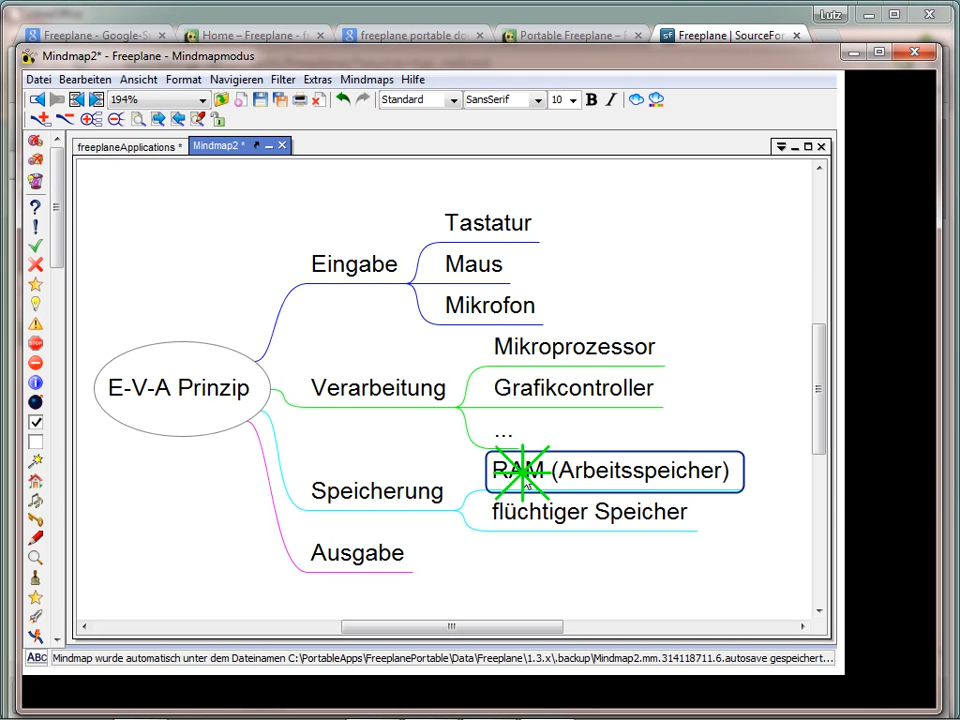 Lutz
Freeplane - Google-S
Home – Freeplane - fr
freeplane portable do
Portable Freeplane –
Freeplane | SourceFor
Mindmap2* - Freeplane - Mindmapmodus
Datei Bearbeiten Ansicht Format Navigieren Filter Extras Mindmaps Hilfe
194% Standard SansSerif 10 B I
freeplaneApplications * Mindmap2 *
Tastatur
Eingabe
Maus
Mikrofon
Mikroprozessor
E-V-A Prinzip
Verarbeitung
Grafikcontroller
...
RAM (Arbeitsspeicher)
Speicherung
flüchtiger Speicher
Ausgabe
STOP
ABC Mindmap wurde automatisch unter dem Dateinamen C:\PortableApps\FreeplanePortable\Data\Freeplane\1.3.x\.backup\Mindmap2.mm.314118711.6.autosave gespeichert...